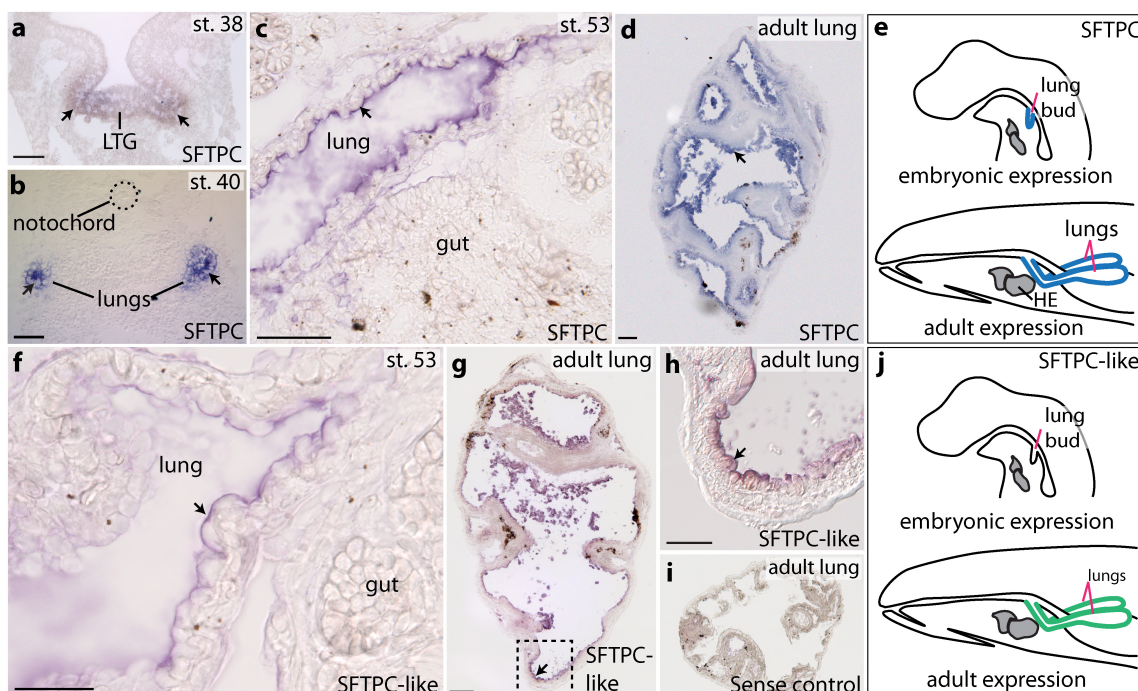 a
st. 38
LTG
SFTPC
b
st. 40
notochord
lungs
SFTPC
c
st. 53
lung
gut
SFTPC
d
adult lung
SFTPC
e
SFTPC
lung
bud
embryonic expression
lungs
HE
adult expression
f
st. 53
lung
gut
SFTPC-like
g
adult lung
SFTPC-
like
h
adult lung
SFTPC-like
i
adult lung
Sense control
j
SFTPC-like
lung
bud
embryonic expression
lungs
adult expression